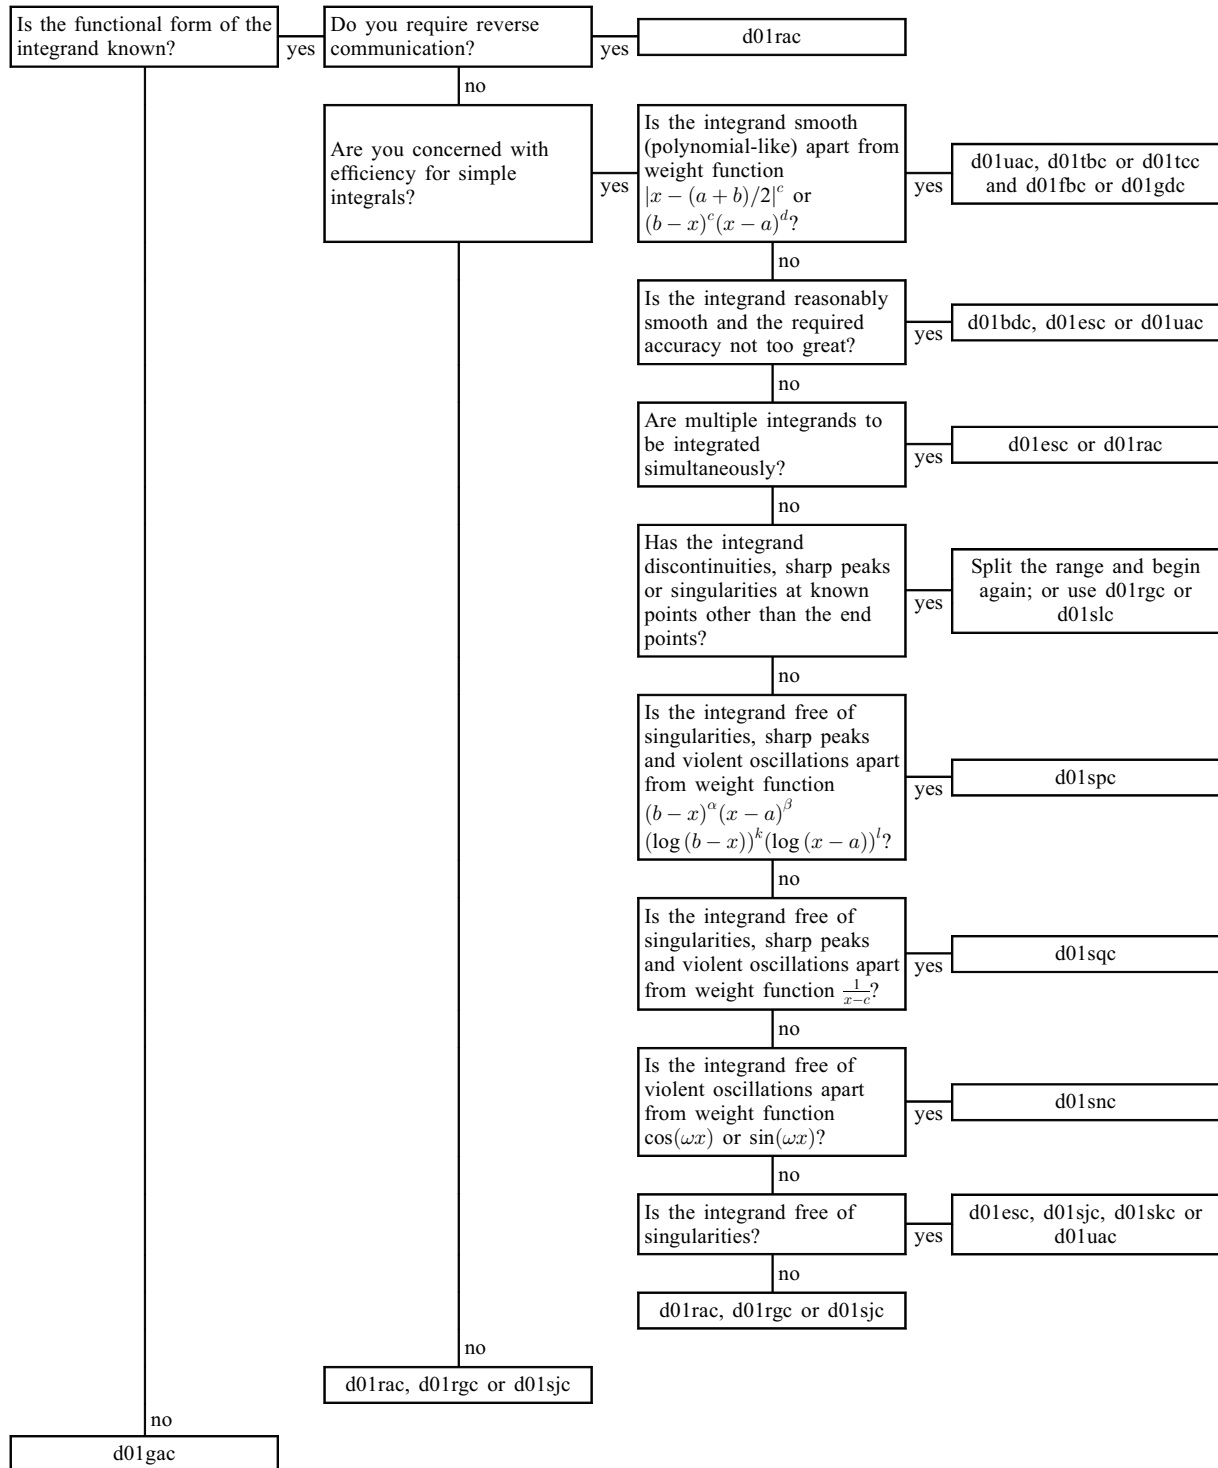 Is the functional form of the
integrand known?
yes
Do you require reverse
communication?
yes
d01rac
no
Are you concerned with
efficiency for simple
integrals?
yes
Is the integrand smooth
(polynomial-like) apart from
weight function
|x − (a + b)/2|^c or
(b − x)^c(x − a)^d?
yes
d01uac, d01tbc or d01tcc
and d01fbc or d01gdc
no
Is the integrand reasonably
smooth and the required
accuracy not too great?
yes
d01bdc, d01esc or d01uac
no
Are multiple integrands to
be integrated
simultaneously?
yes
d01esc or d01rac
no
Has the integrand
discontinuities, sharp peaks
or singularities at known
points other than the end
points?
yes
Split the range and begin
again; or use d01rgc or
d01slc
no
Is the integrand free of
singularities, sharp peaks
and violent oscillations apart
from weight function
(b − x)^α(x − a)^β
(log (b − x))^k(log (x − a))^l?
yes
d01spc
no
Is the integrand free of
singularities, sharp peaks
and violent oscillations apart
from weight function 1/(x−c)?
yes
d01sqc
no
Is the integrand free of
violent oscillations apart
from weight function
cos(ωx) or sin(ωx)?
yes
d01snc
no
Is the integrand free of
singularities?
yes
d01esc, d01sjc, d01skc or
d01uac
no
d01rac, d01rgc or d01sjc
no
d01rac, d01rgc or d01sjc
no
d01gac